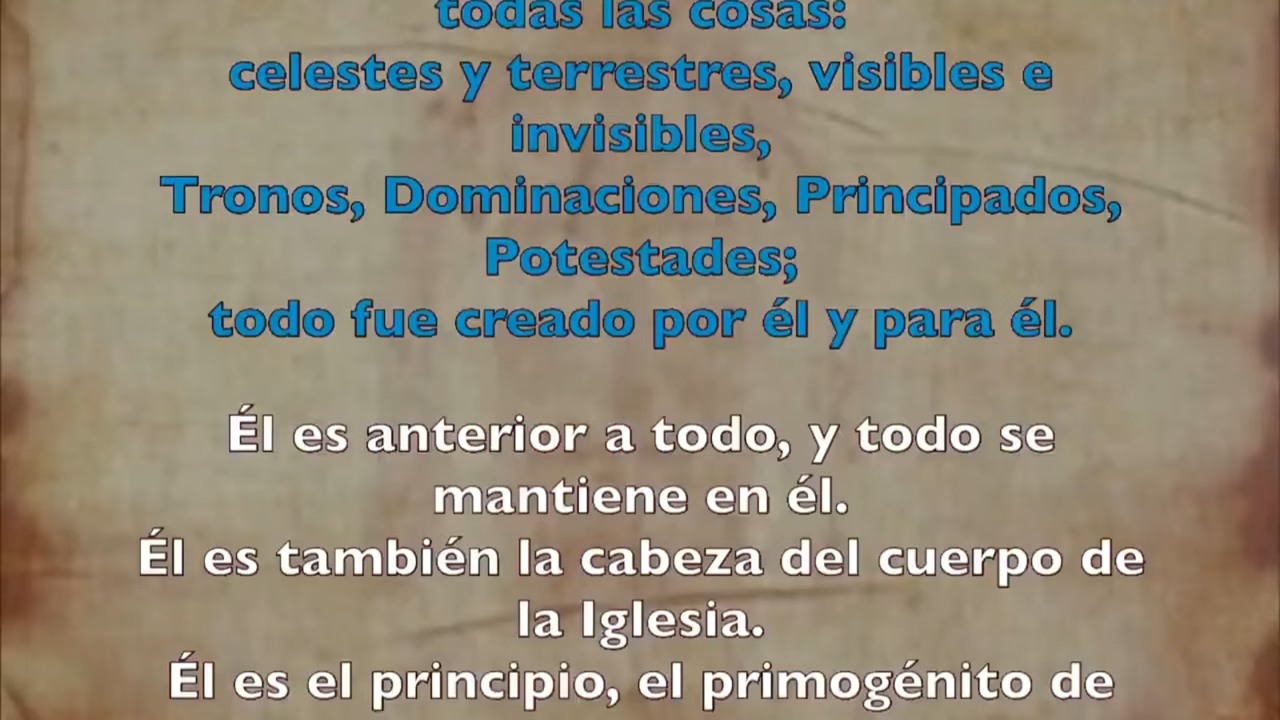 todas las cosas:
celestes y terrestres, visibles e
invisibles,
Tronos, Dominaciones, Principados,
Potestades;
todo fue creado por él y para él.
Él es anterior a todo, y todo se
mantiene en él.
Él es también la cabeza del cuerpo de
la Iglesia.
Él es el principio, el primogénito de